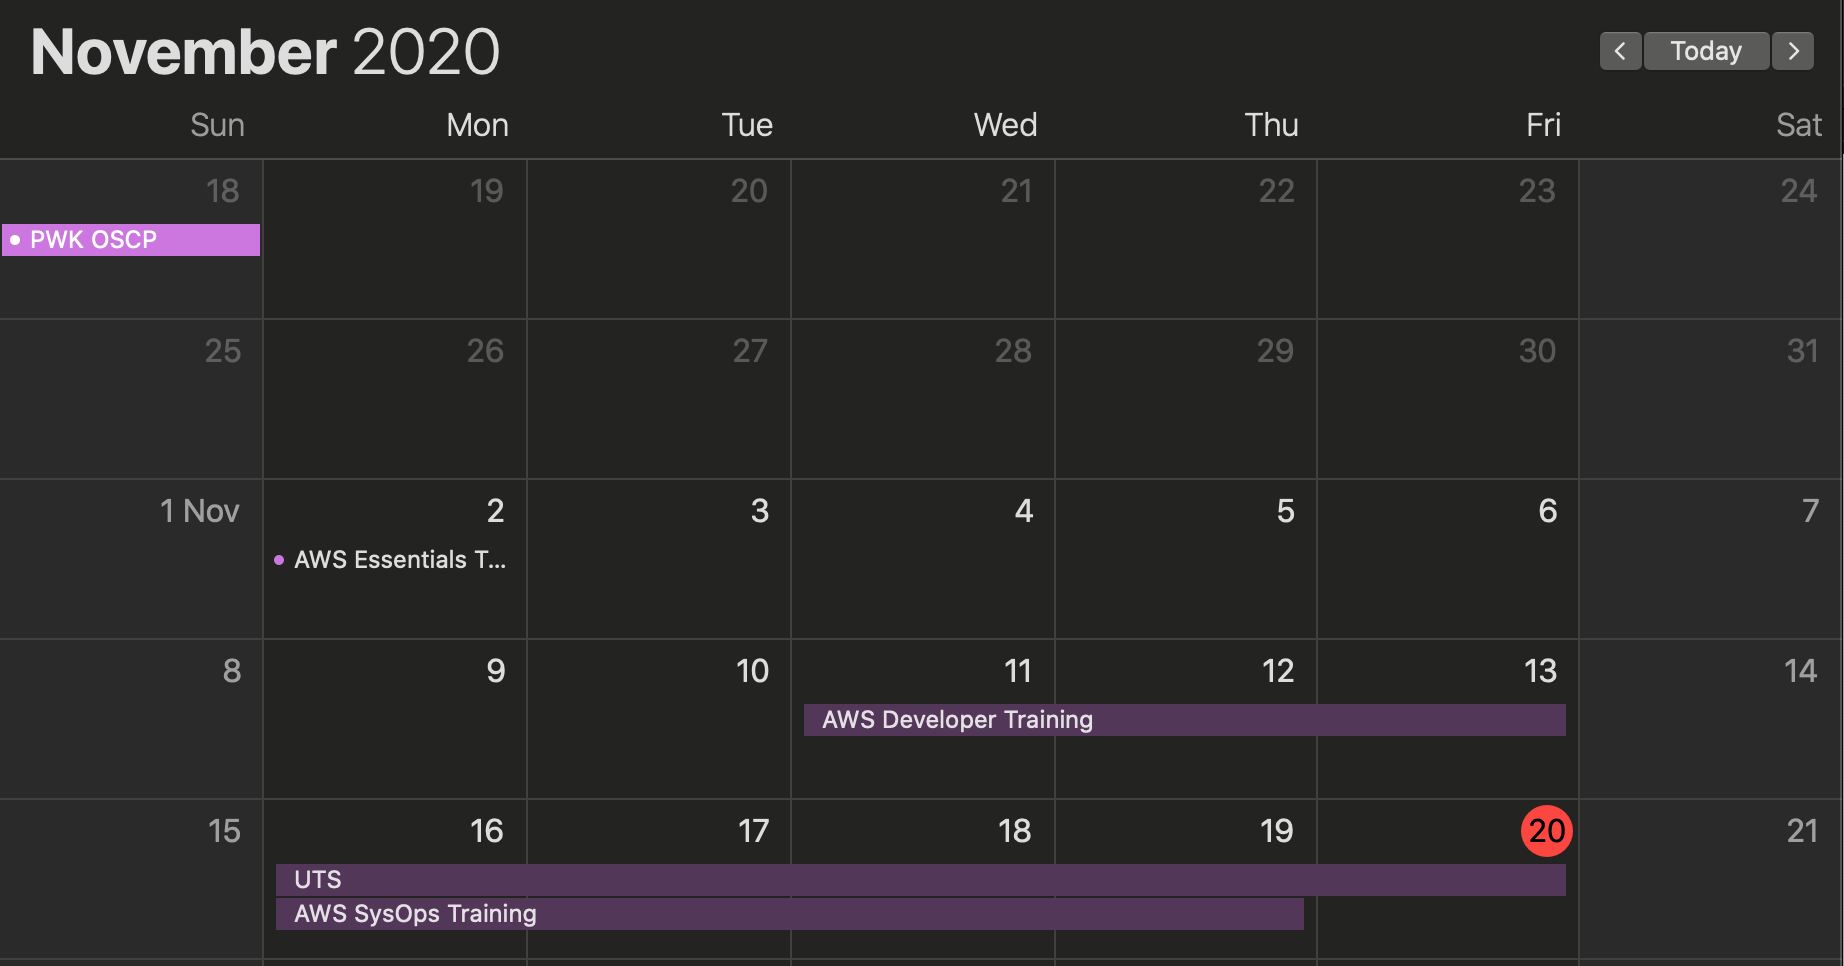 November 2020
< Today >
Sun Mon Tue Wed Thu Fri Sat
18 19 20 21 22 23 24
PWK OSCP
25 26 27 28 29 30 31
1 Nov 2 3 4 5 6 7
AWS Essentials T...
8 9 10 11 12 13 14
AWS Developer Training
15 16 17 18 19 20 21
UTS
AWS SysOps Training